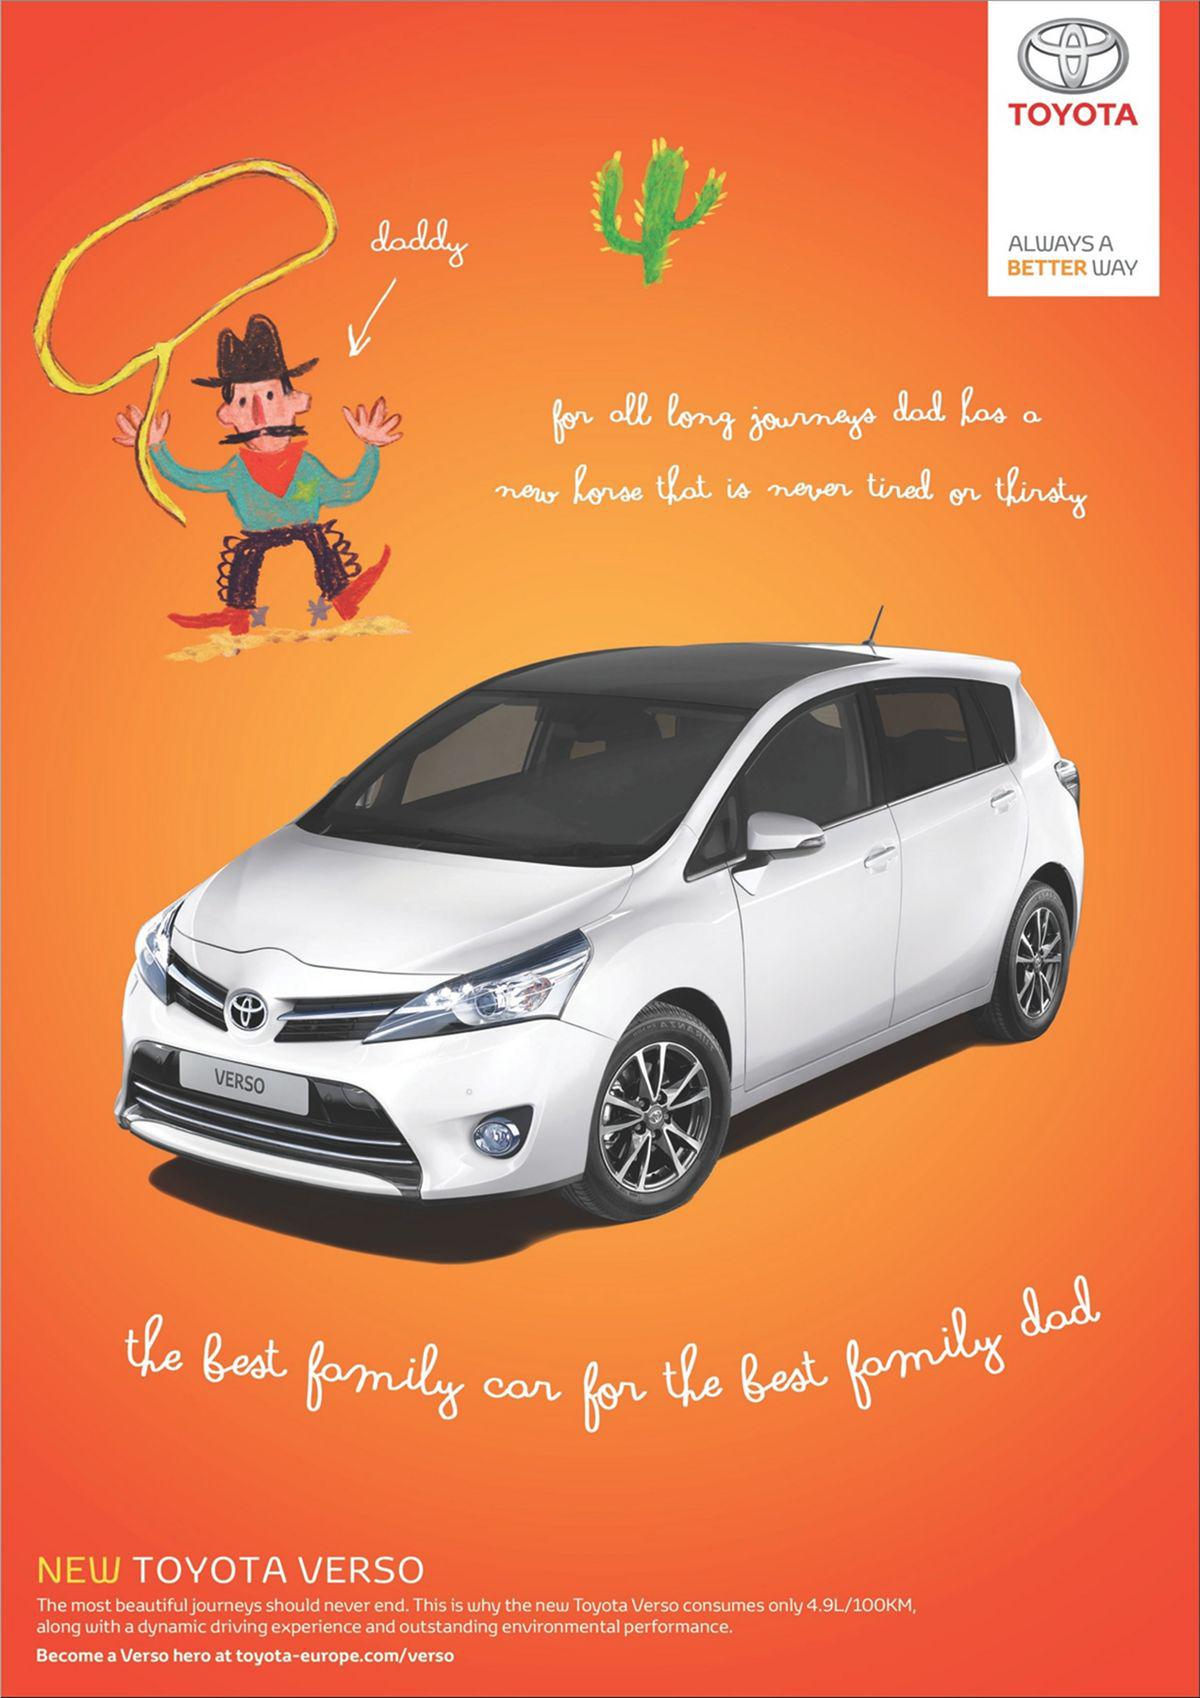 TOYOTA
ALWAYS A
BETTER WAY
daddy
for all long journeys dad has a
new horse that is never tired or thirsty
VERSO
the best family car for the best family dad
NEW TOYOTA VERSO
The most beautiful journeys should never end. This is why the new Toyota Verso consumes only 4.9L/100KM,
along with a dynamic driving experience and outstanding environmental performance.
Become a Verso hero at toyota-europe.com/verso